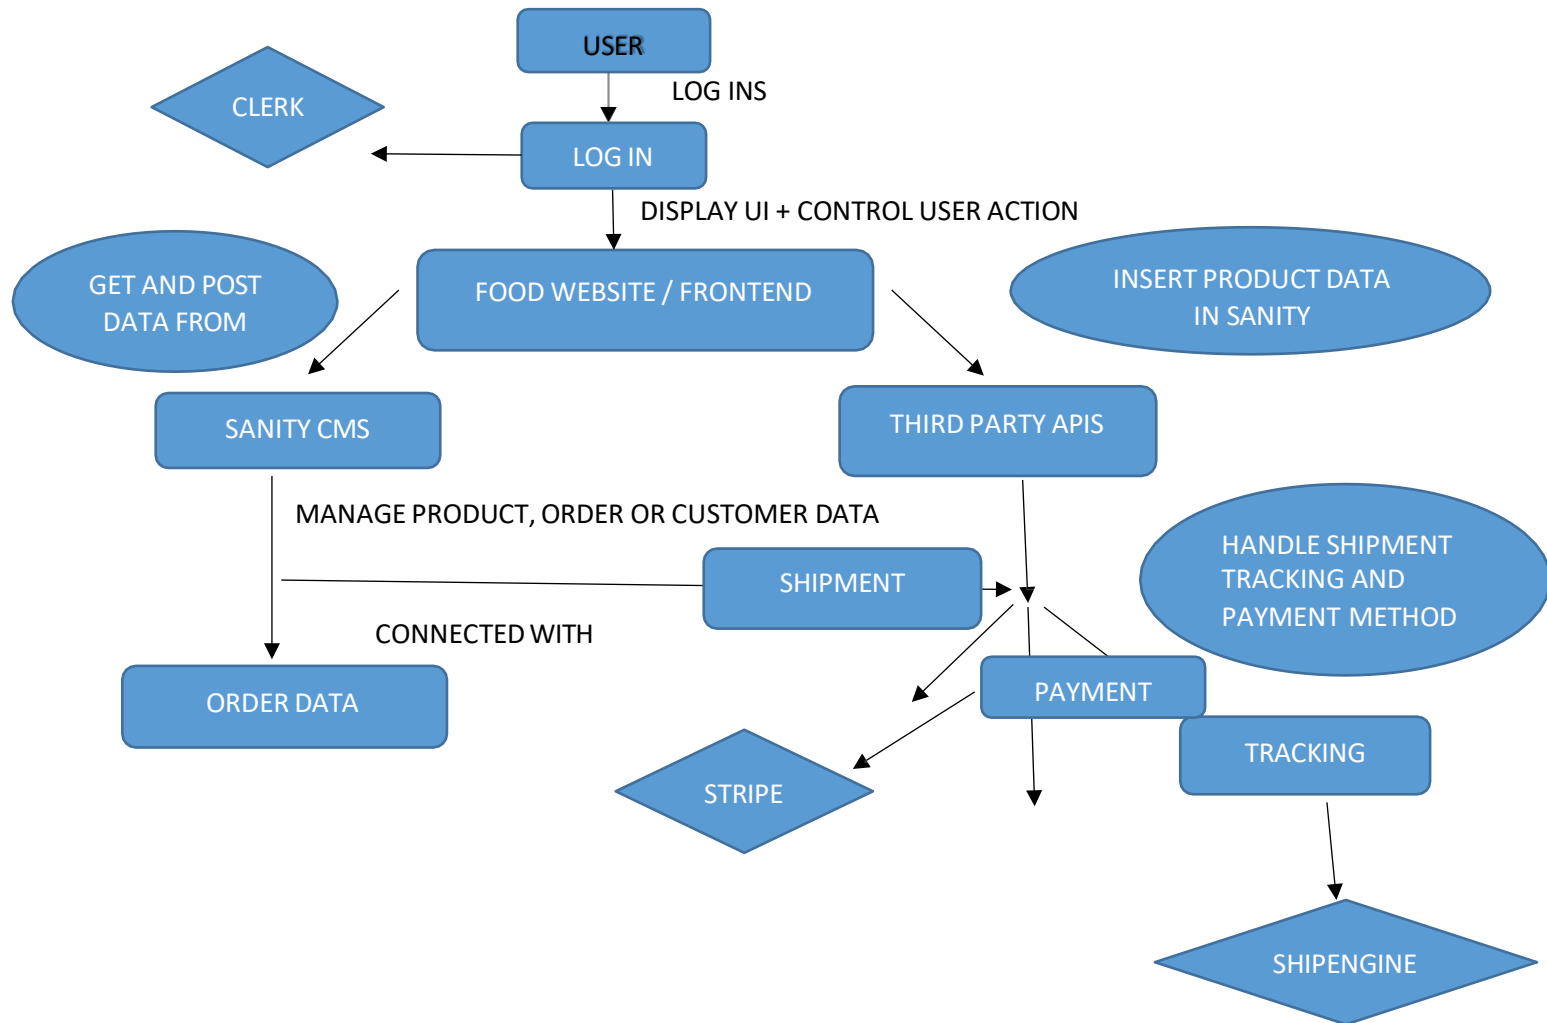 USER
LOG INS
CLERK
LOG IN
DISPLAY UI + CONTROL USER ACTION
GET AND POST
DATA FROM
FOOD WEBSITE / FRONTEND
INSERT PRODUCT DATA
IN SANITY
SANITY CMS
THIRD PARTY APIS
MANAGE PRODUCT, ORDER OR CUSTOMER DATA
SHIPMENT
HANDLE SHIPMENT
TRACKING AND
PAYMENT METHOD
CONNECTED WITH
ORDER DATA
PAYMENT
TRACKING
STRIPE
SHIPENGINE